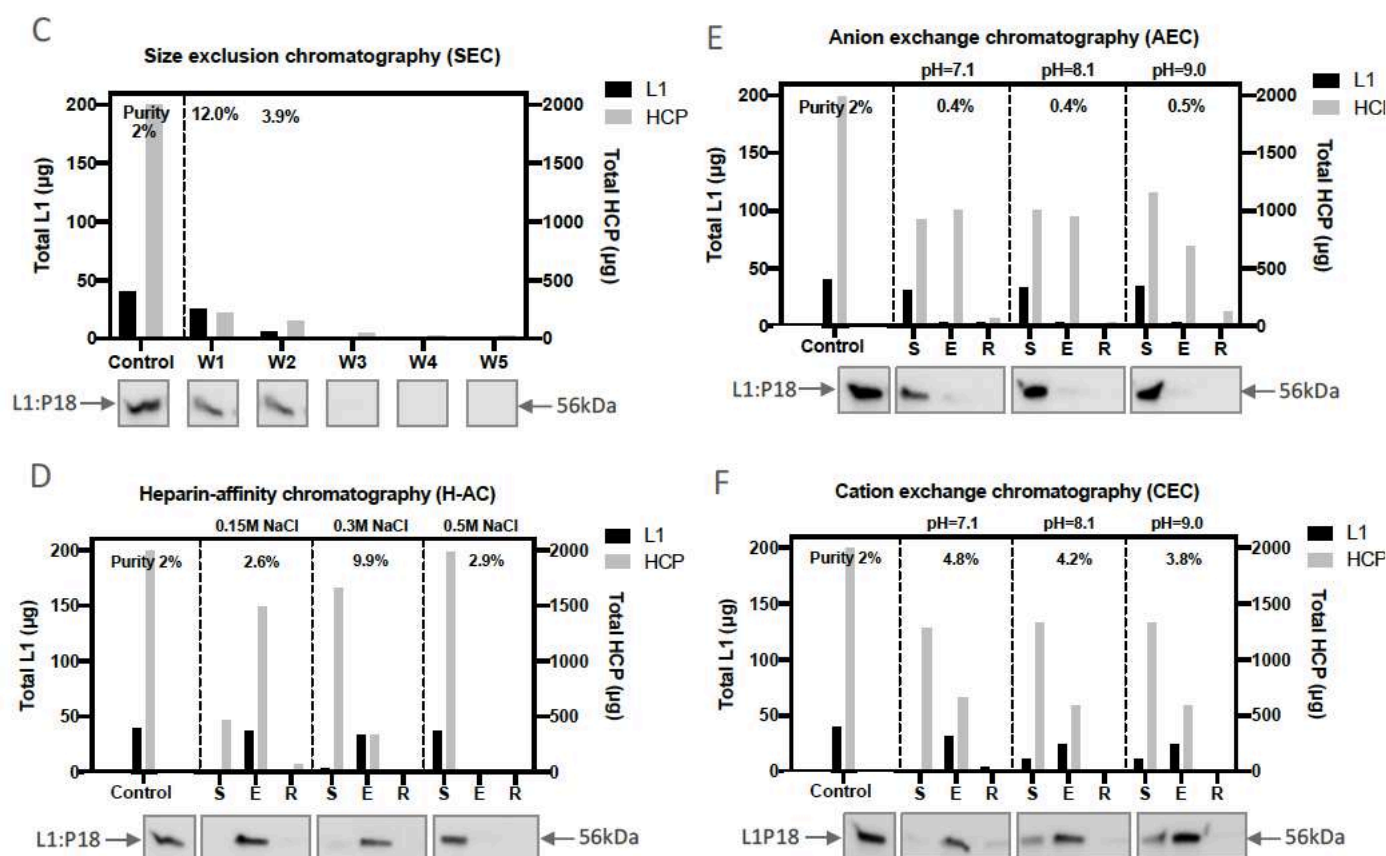 C
Size exclusion chromatography (SEC)
L1
HCP
Purity
2%
12.0%
3.9%
200
150
100
50
0
Total L1 (µg)
2000
1500
1000
500
0
Total HCP (µg)
Control W1 W2 W3 W4 W5
L1:P18
56kDa
E
Anion exchange chromatography (AEC)
pH=7.1 pH=8.1 pH=9.0
L1
HCI
Purity 2% 0.4% 0.4% 0.5%
200
150
100
50
0
Total L1 (µg)
2000
1500
1000
500
0
Total HCP (µg)
Control S E R S E R S E R
L1:P18
56kDa
D
Heparin-affinity chromatography (H-AC)
0.15M NaCl 0.3M NaCl 0.5M NaCl
L1
HCP
Purity 2% 2.6% 9.9% 2.9%
200
150
100
50
0
Total L1 (µg)
2000
1500
1000
500
0
Total HCP (µg)
Control S E R S E R S E R
L1:P18
56kDa
F
Cation exchange chromatography (CEC)
pH=7.1 pH=8.1 pH=9.0
L1
HCP
Purity 2% 4.8% 4.2% 3.8%
200
150
100
50
0
Total L1 (µg)
2000
1500
1000
500
0
Total HCP (µg)
Control S E R S E R S E R
L1P18
56kDa